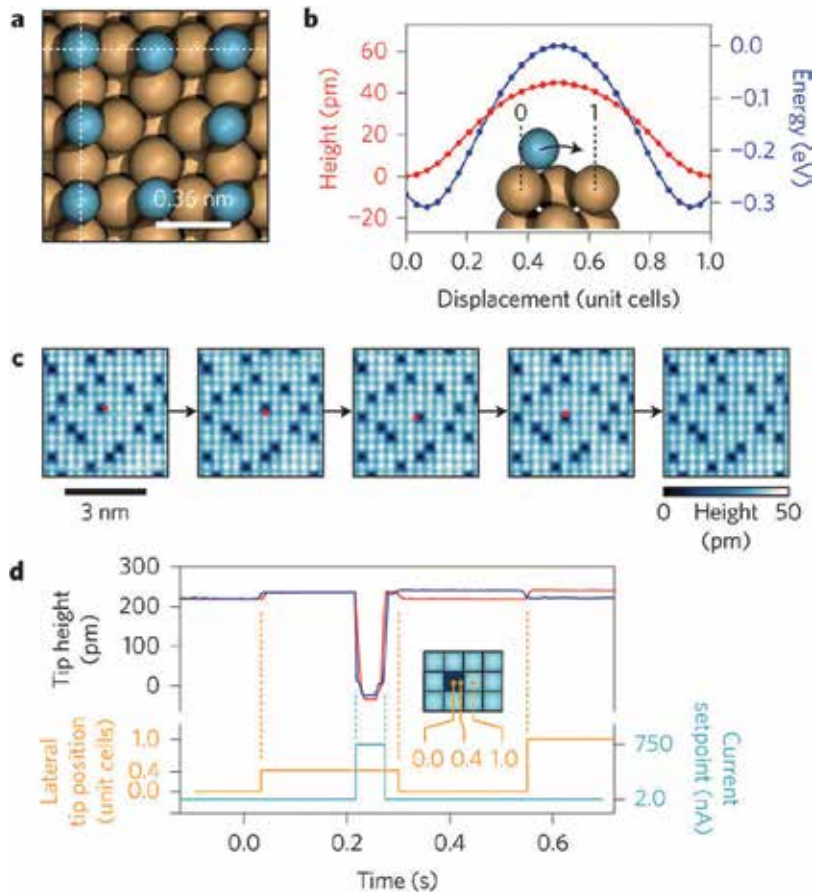 a
0.36 nm
b
Height (pm)
60
40
20
0
−20
0
1
0.0
−0.1
−0.2
−0.3
Energy (eV)
0.0 0.2 0.4 0.6 0.8 1.0
Displacement (unit cells)
c
3 nm
0 Height 50
(pm)
d
Tip height
(pm)
300
200
100
0
Lateral
tip position
(unit cells)
1.0
0.4
0.0
0.0 0.4 1.0
750
2.0
Current
setpoint (nA)
0.0 0.2 0.4 0.6
Time (s)